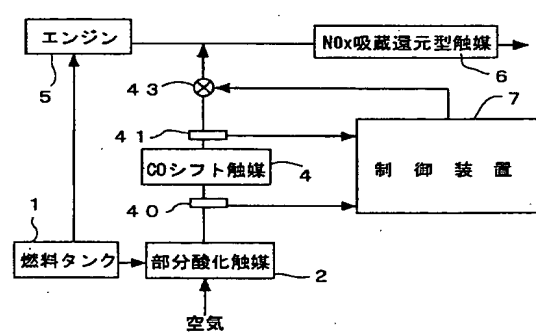 エンジン
5
NOx吸蔵還元型触媒
6
43
7
41
COシフト触媒
4
制御装置
40
1
燃料タンク
部分酸化触媒
2
空気